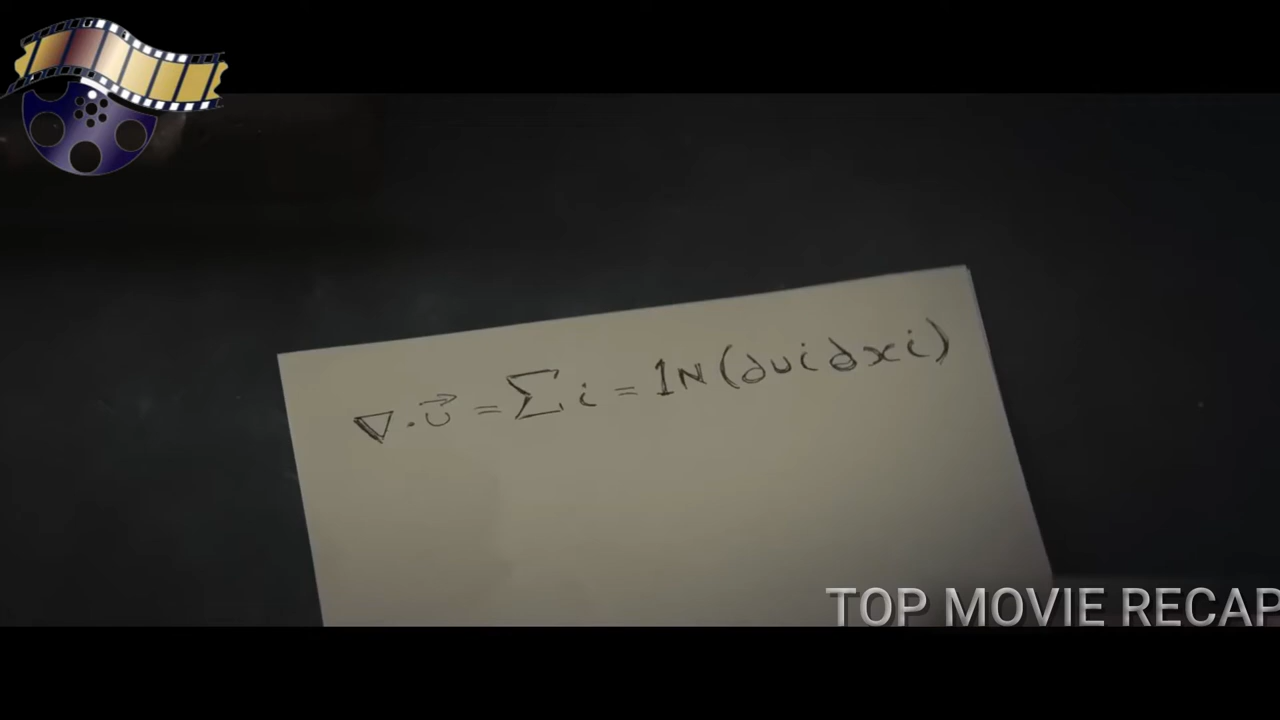 ∇·u⃗ = ∑i = 1N(∂ui∂xi)
TOP MOVIE RECAP